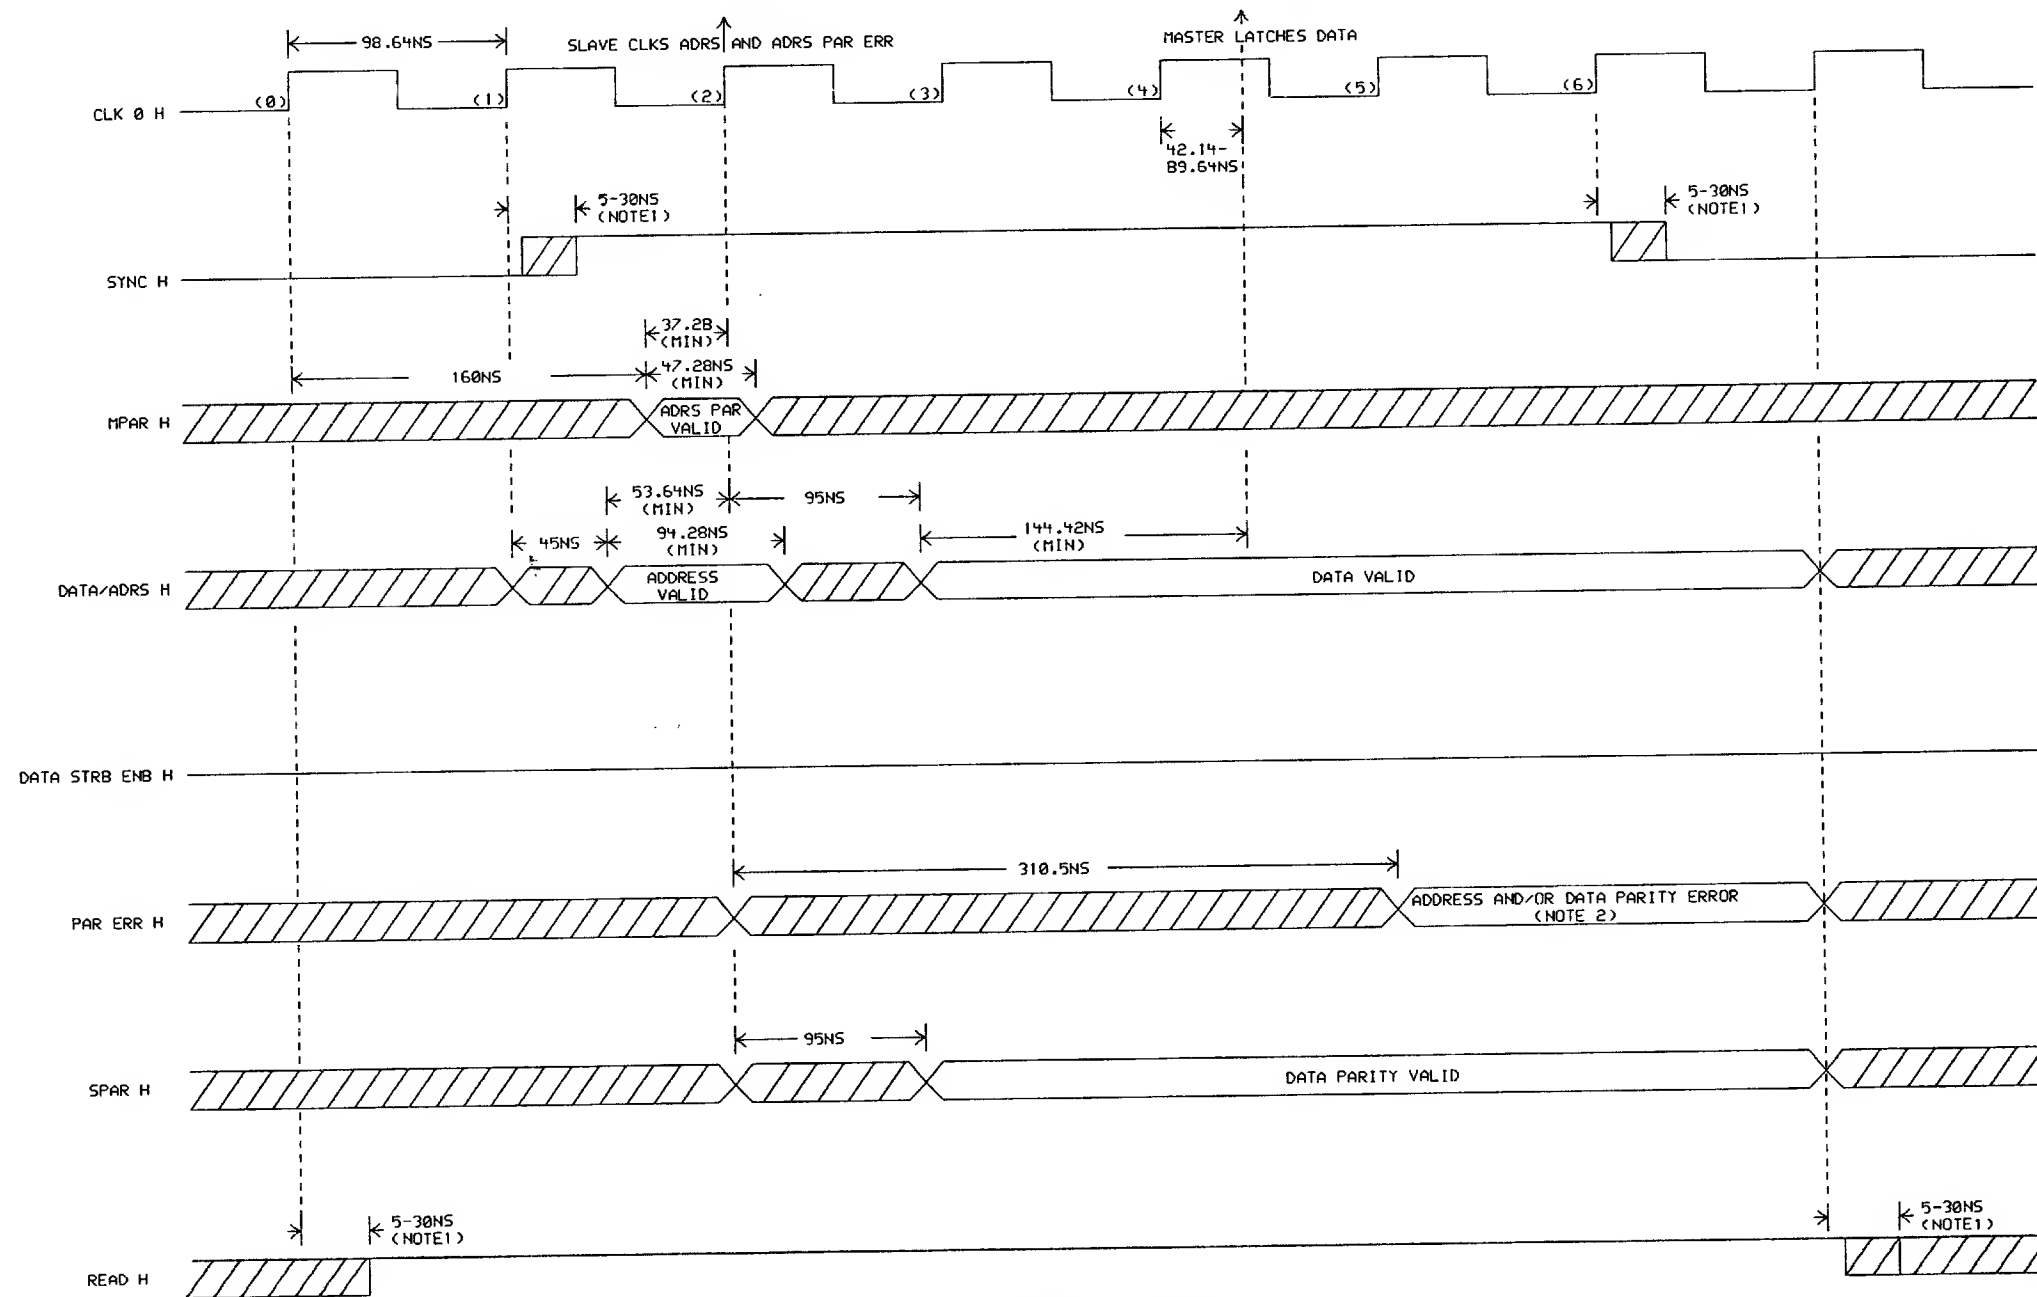 98.64NS
SLAVE CLKS ADRS AND ADRS PAR ERR
MASTER LATCHES DATA
(0)
(1)
(2)
(3)
(4)
(5)
(6)
CLK 0 H
42.14-
89.64NS
5-30NS
(NOTE1)
5-30NS
(NOTE1)
SYNC H
37.28
(MIN)
160NS
47.28NS
(MIN)
MPAR H
ADRS PAR
VALID
53.64NS
(MIN)
95NS
45NS
94.28NS
(MIN)
144.42NS
(MIN)
DATA/ADRS H
ADDRESS
VALID
DATA VALID
DATA STRB ENB H
310.5NS
PAR ERR H
ADDRESS AND/OR DATA PARITY ERROR
(NOTE 2)
95NS
SPAR H
DATA PARITY VALID
5-30NS
(NOTE1)
5-30NS
(NOTE1)
READ H